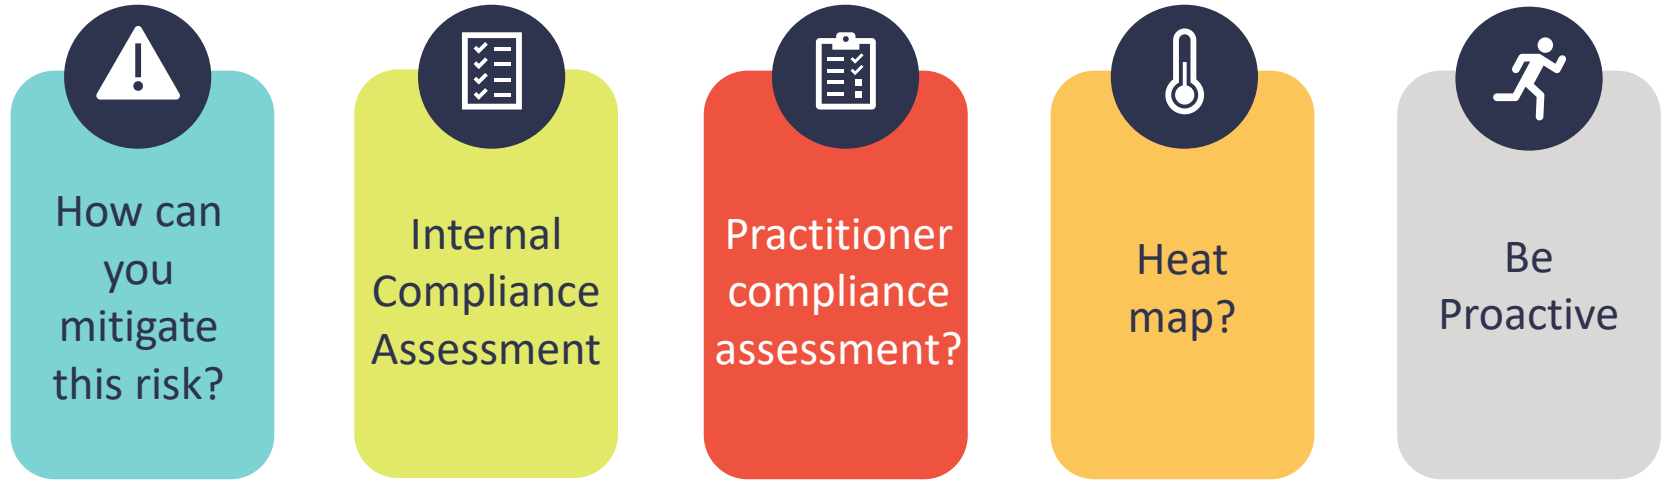 How can
you
mitigate
this risk?
Internal
Compliance
Assessment
Practitioner
compliance
assessment?
Heat
map?
Be
Proactive